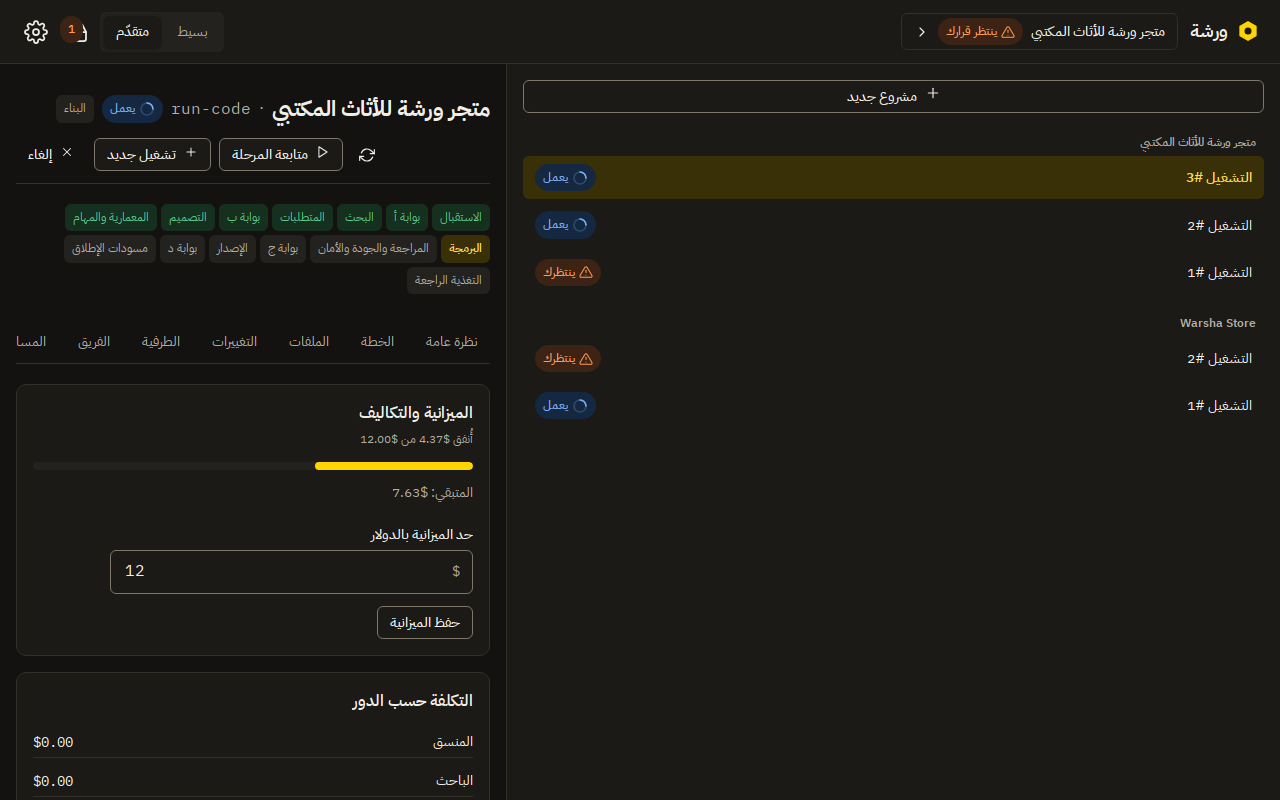 ورشة
متجر ورشة للأثاث المكتبي
ينتظر قرارك
بسيط
متقدّم
1
مشروع جديد
متجر ورشة للأثاث المكتبي
التشغيل #3
يعمل
التشغيل #2
يعمل
التشغيل #1
ينتظرك
Warsha Store
التشغيل #2
ينتظرك
التشغيل #1
يعمل
متجر ورشة للأثاث المكتبي · run-code
يعمل
البناء
متابعة المرحلة
تشغيل جديد
إلغاء
الاستقبال
بوابة أ
البحث
المتطلبات
بوابة ب
التصميم
المعمارية والمهام
البرمجة
المراجعة والجودة والأمان
بوابة ج
الإصدار
بوابة د
مسودات الإطلاق
التغذية الراجعة
نظرة عامة
الخطة
الملفات
التغييرات
الطرفية
الفريق
المسا
الميزانية والتكاليف
أُنفق $4.37 من $12.00
المتبقي: $7.63
حد الميزانية بالدولار
$
12
حفظ الميزانية
التكلفة حسب الدور
المنسق
$0.00
الباحث
$0.00